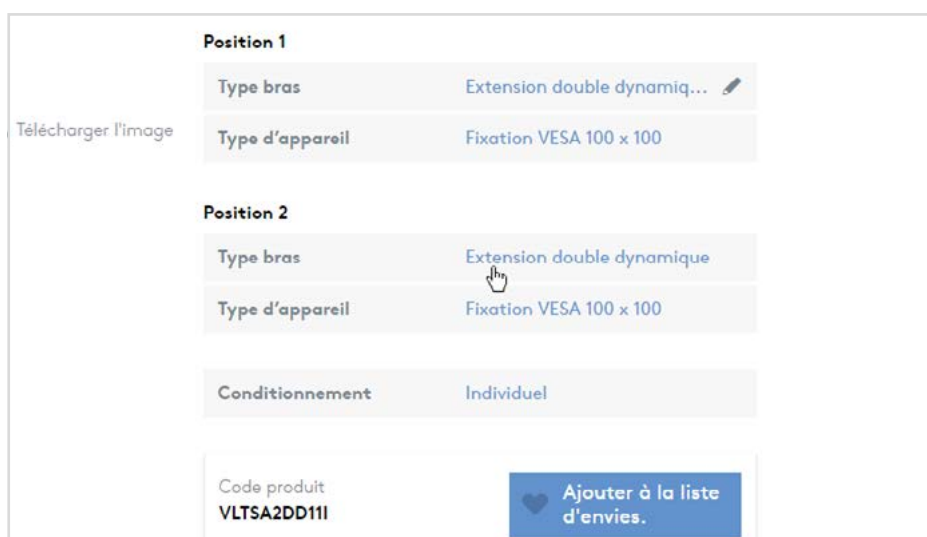 Position 1
Type bras Extension double dynamiq...
Télécharger l'image
Type d'appareil Fixation VESA 100 x 100
Position 2
Type bras Extension double dynamique
Type d'appareil Fixation VESA 100 x 100
Conditionnement Individuel
Code produit
VLTSA2DD11I
Ajouter à la liste
d'envies.